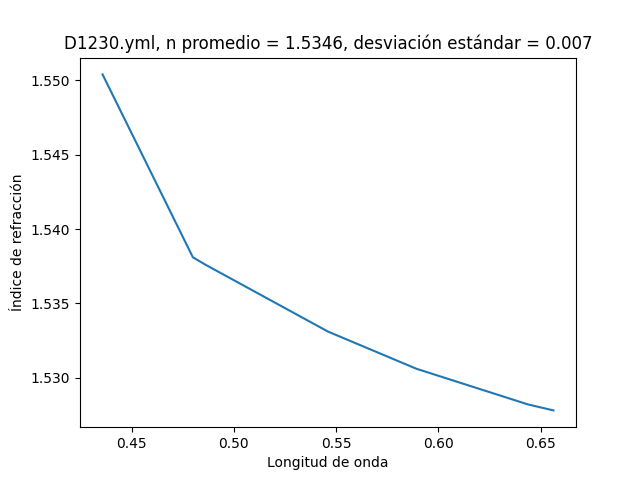 D1230.yml, n promedio = 1.5346, desviación estándar = 0.007
1.550
1.545
1.540
1.535
1.530
Índice de refracción
0.45 0.50 0.55 0.60 0.65
Longitud de onda